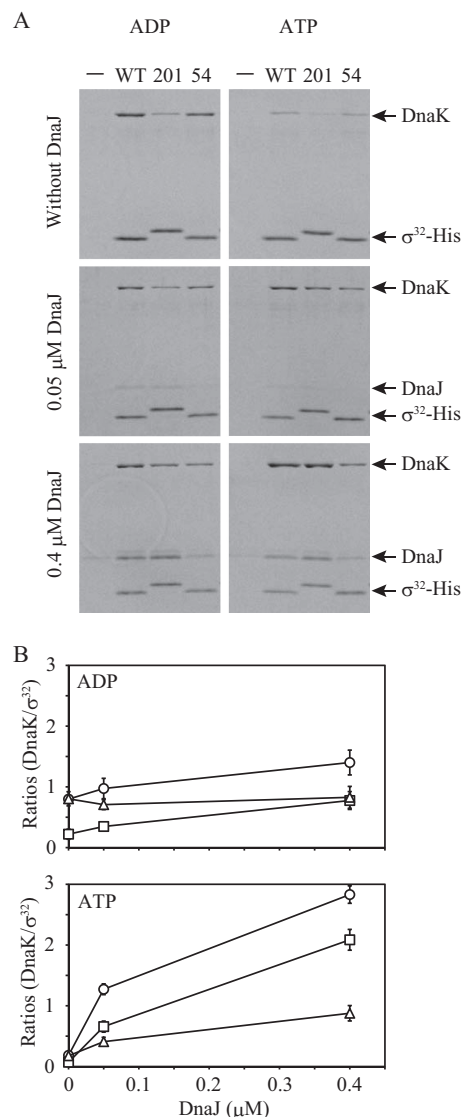 A
ADP ATP
— WT 201 54 — WT 201 54
Without DnaJ
DnaK
σ³²-His
0.05 μM DnaJ
DnaK
DnaJ
σ³²-His
0.4 μM DnaJ
DnaK
DnaJ
σ³²-His
B
ADP
Ratios (DnaK/σ³²)
3
2
1
0
ATP
Ratios (DnaK/σ³²)
3
2
1
0
0 0.1 0.2 0.3 0.4
DnaJ (μM)